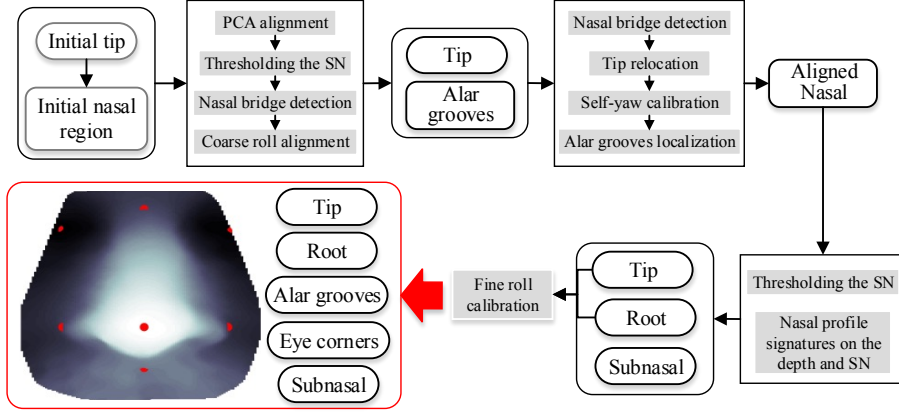 Initial tip
Initial nasal
region
PCA alignment
Thresholding the SN
Nasal bridge detection
Coarse roll alignment
Tip
Alar
grooves
Nasal bridge detection
Tip relocation
Self-yaw calibration
Alar grooves localization
Aligned
Nasal
Thresholding the SN
Nasal profile
signatures on the
depth and SN
Tip
Root
Subnasal
Fine roll
calibration
Tip
Root
Alar grooves
Eye corners
Subnasal